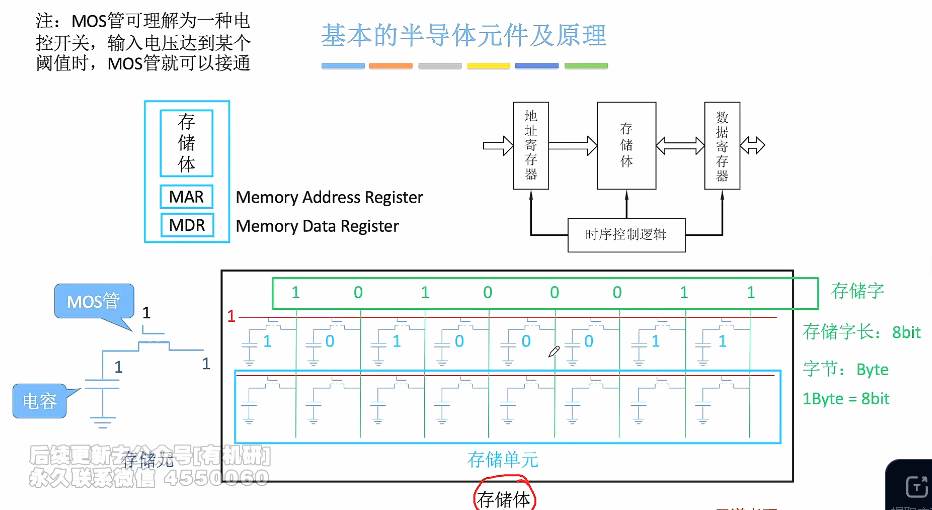 注：MOS管可理解为一种电
控开关，输入电压达到某个
阈值时，MOS管就可以接通
基本的半导体元件及原理
存储体
MAR
Memory Address Register
MDR
Memory Data Register
地址寄存器
存储体
数据寄存器
时序控制逻辑
MOS管
1
1
1
电容
存储元
1 0 1 0 0 0 1 1
存储字
1
1 0 1 0 0 0 1 1
存储字长：8bit
字节：Byte
1Byte = 8bit
存储单元
存储体
后续更新去公众号[有机研]
永久联系微信 4550060
T